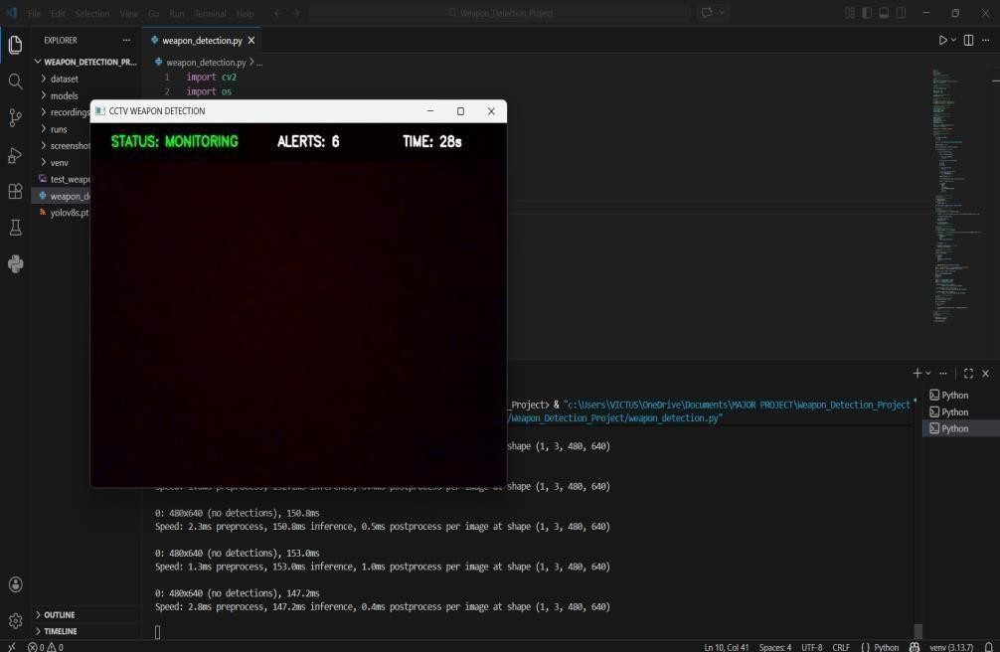 File Edit Selection View Go Run Terminal Help
Weapon_Detection_Project
EXPLORER
weapon_detection.py
WEAPON_DETECTION_PR...
weapon_detection.py > ...
dataset
models
recordings
runs
screenshot
venv
test_weapo
weapon_d
yolov8s.pt
1 import cv2
2 import os
CCTV WEAPON DETECTION
STATUS: MONITORING ALERTS: 6 TIME: 28s
_Project> & "c:\Users\VICTUS\OneDrive\Documents\MAJOR PROJECT\Weapon_Detection_Project
/Weapon_Detection_Project/weapon_detection.py"
shape (1, 3, 480, 640)
preprocess, inference, postprocess per image at shape (1, 3, 480, 640)
0: 480x640 (no detections), 150.8ms
Speed: 2.3ms preprocess, 150.8ms inference, 0.5ms postprocess per image at shape (1, 3, 480, 640)
0: 480x640 (no detections), 153.0ms
Speed: 1.3ms preprocess, 153.0ms inference, 1.0ms postprocess per image at shape (1, 3, 480, 640)
0: 480x640 (no detections), 147.2ms
Speed: 2.8ms preprocess, 147.2ms inference, 0.4ms postprocess per image at shape (1, 3, 480, 640)
Python
Python
Python
OUTLINE
TIMELINE
0 0
Ln 10, Col 41 Spaces: 4 UTF-8 CRLF { } Python venv (3.13.7)